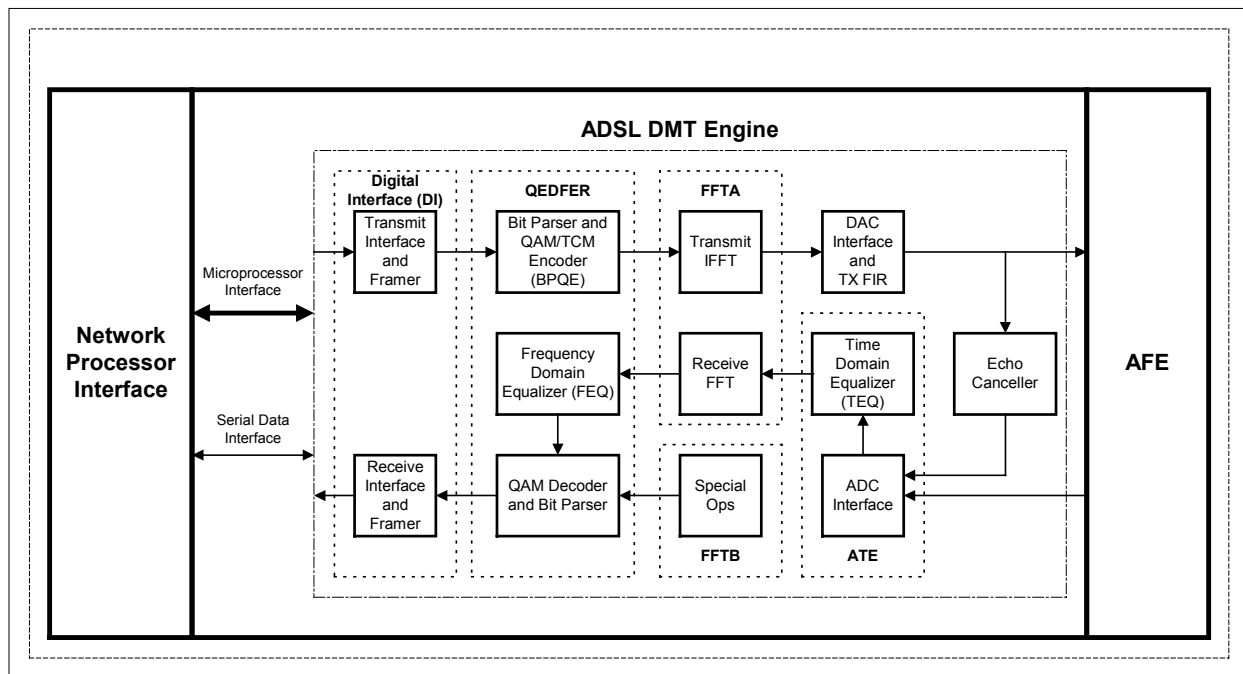 ADSL DMT Engine
Digital
Interface (DI)
QEDFER
FFTA
Transmit
Interface
and
Framer
Bit Parser and
QAM/TCM
Encoder
(BPQE)
Transmit
IFFT
DAC
Interface
and
TX FIR
Microprocessor
Interface
Network
Processor
Interface
Frequency
Domain
Equalizer (FEQ)
Receive
FFT
Time
Domain
Equalizer
(TEQ)
Echo
Canceller
AFE
Serial Data
Interface
Receive
Interface
and
Framer
QAM Decoder
and Bit Parser
Special
Ops
ADC
Interface
FFTB
ATE